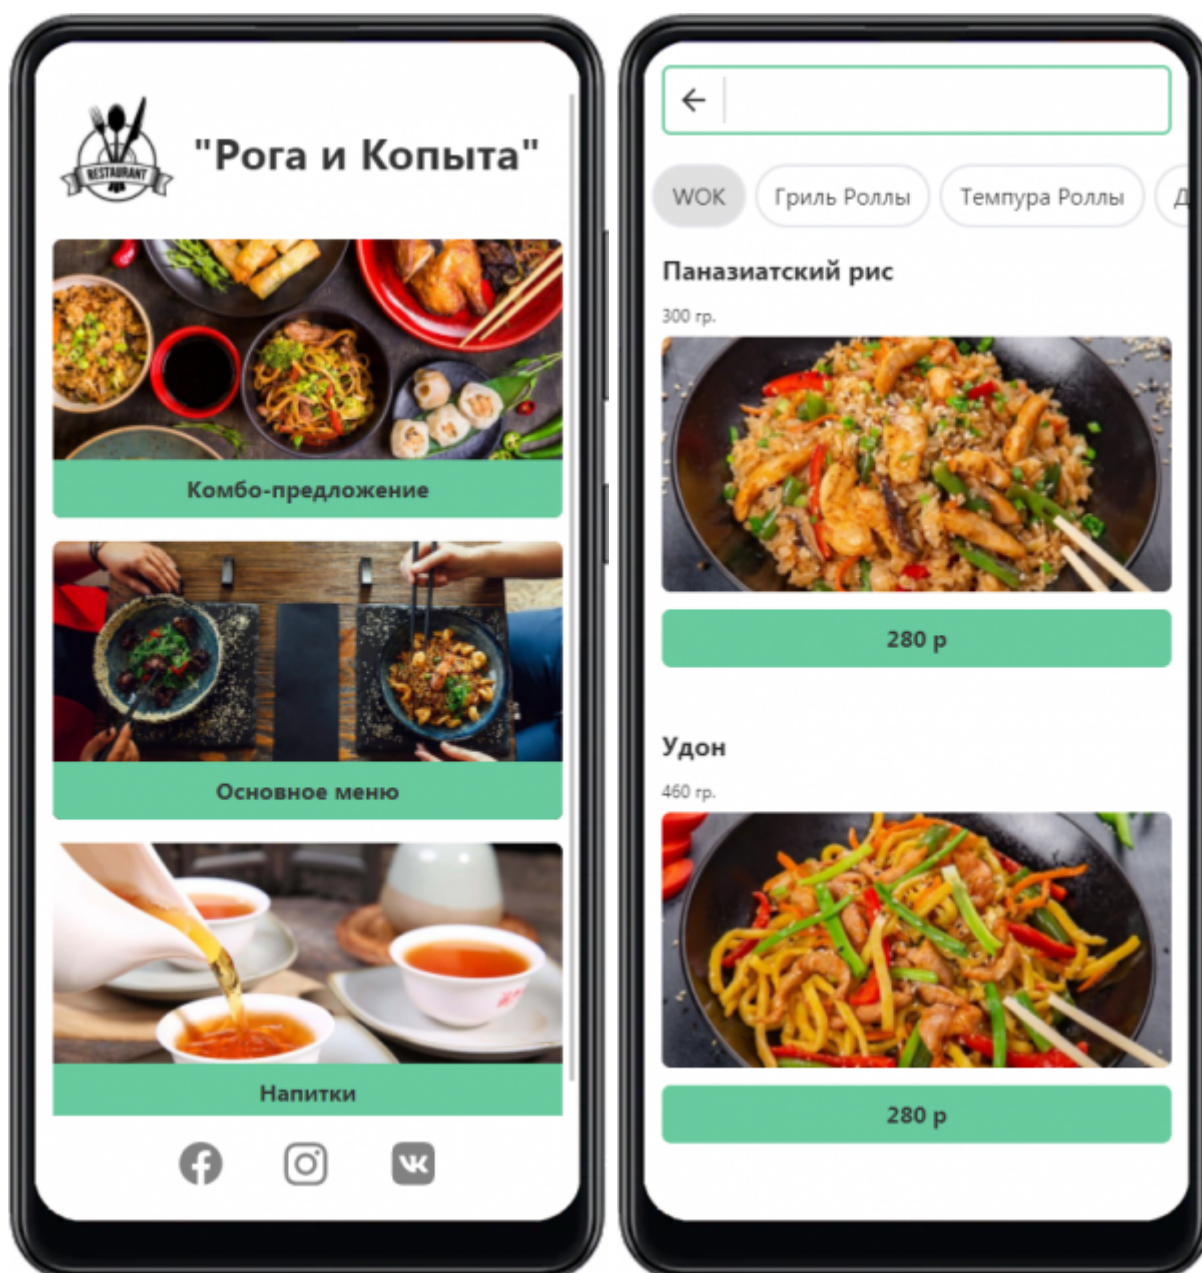 RESTAURANT
"Рога и Копыта"
Комбо-предложение
Основное меню
Напитки
WOK
Гриль Роллы
Темпура Роллы
Паназиатский рис
300 гр.
280 р
Удон
460 гр.
280 р